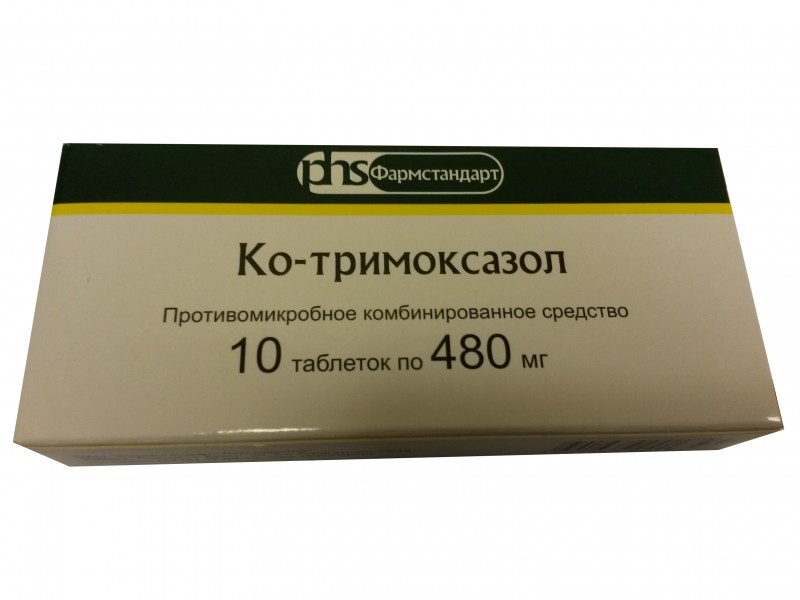 phs Фармстандарт
Ко-тримоксазол
Противомикробное комбинированное средство
10 таблеток по 480 мг